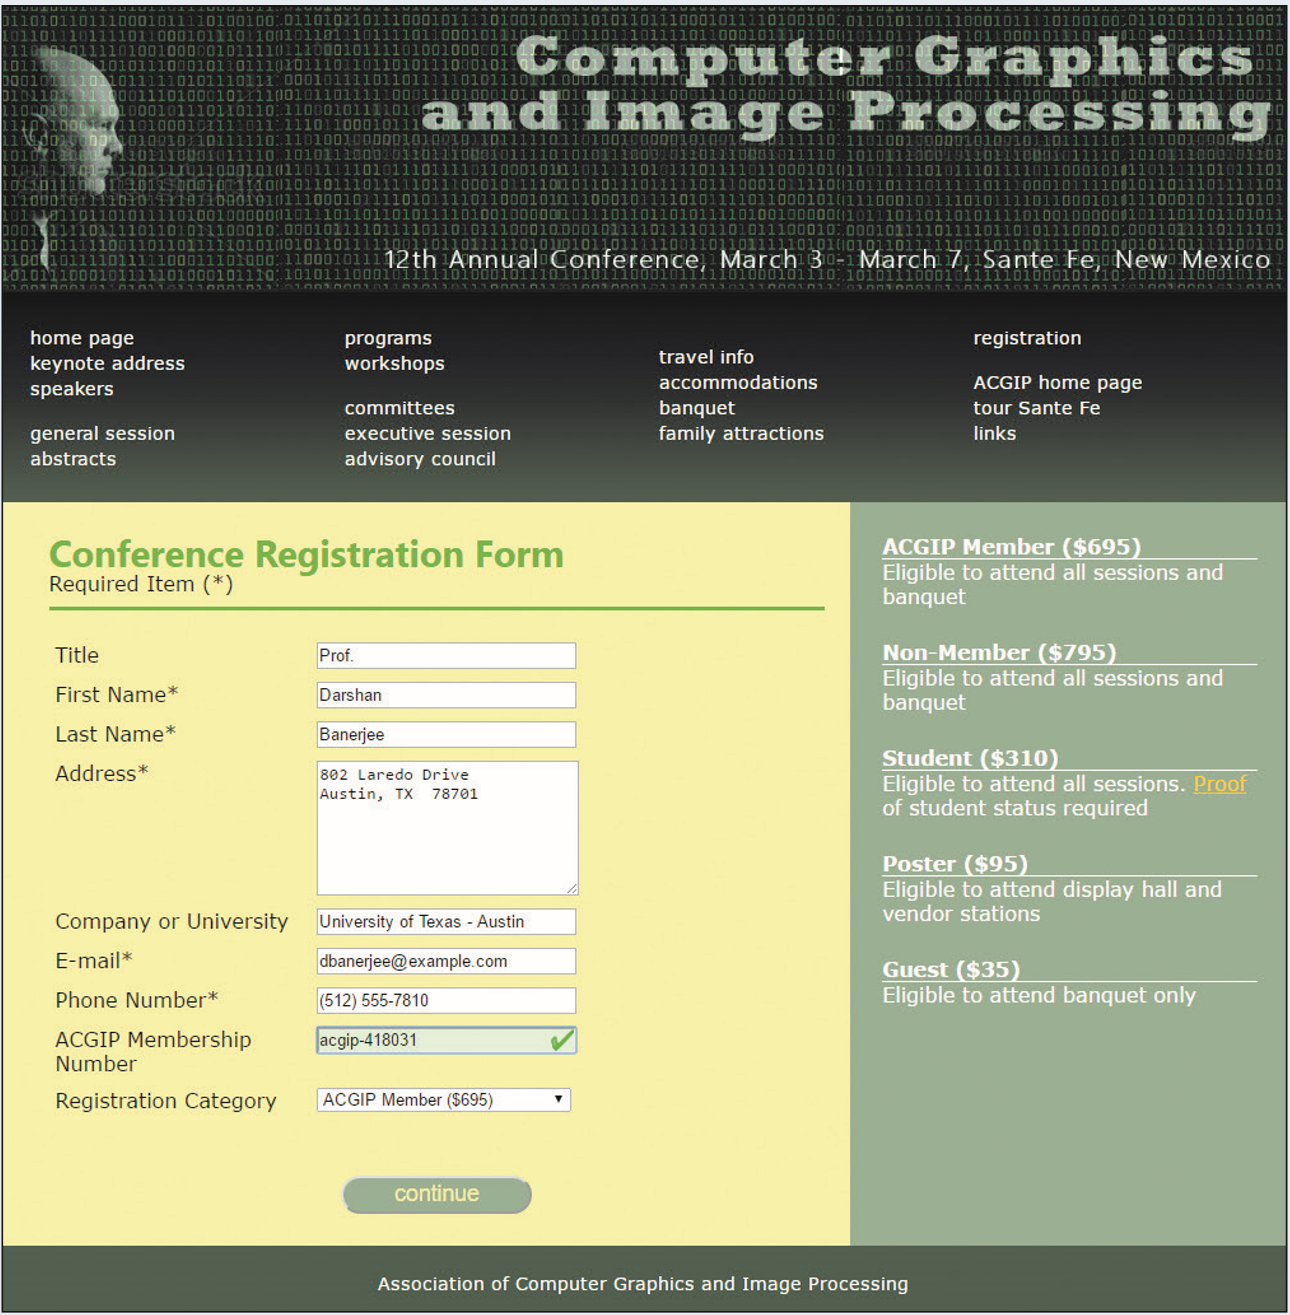 Computer Graphics
and Image Processing
12th Annual Conference, March 3 - March 7, Sante Fe, New Mexico
home page
keynote address
speakers
general session
abstracts
programs
workshops
committees
executive session
advisory council
travel info
accommodations
banquet
family attractions
registration
ACGIP home page
tour Sante Fe
links
Conference Registration Form
Required Item (*)
Title Prof.
First Name* Darshan
Last Name* Banerjee
Address* 802 Laredo Drive
Austin, TX 78701
Company or University University of Texas - Austin
E-mail* dbanerjee@example.com
Phone Number* (512) 555-7810
ACGIP Membership acgip-418031
Number
Registration Category ACGIP Member ($695)
continue
ACGIP Member ($695)
Eligible to attend all sessions and
banquet
Non-Member ($795)
Eligible to attend all sessions and
banquet
Student ($310)
Eligible to attend all sessions. Proof
of student status required
Poster ($95)
Eligible to attend display hall and
vendor stations
Guest ($35)
Eligible to attend banquet only
Association of Computer Graphics and Image Processing